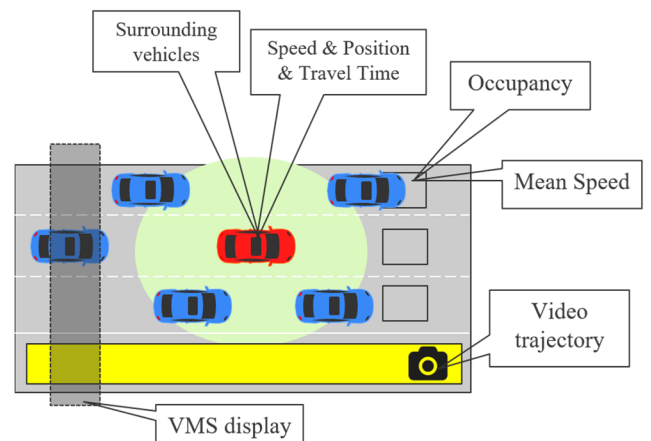 Surrounding
vehicles
Speed & Position
& Travel Time
Occupancy
Mean Speed
Video
trajectory
VMS display